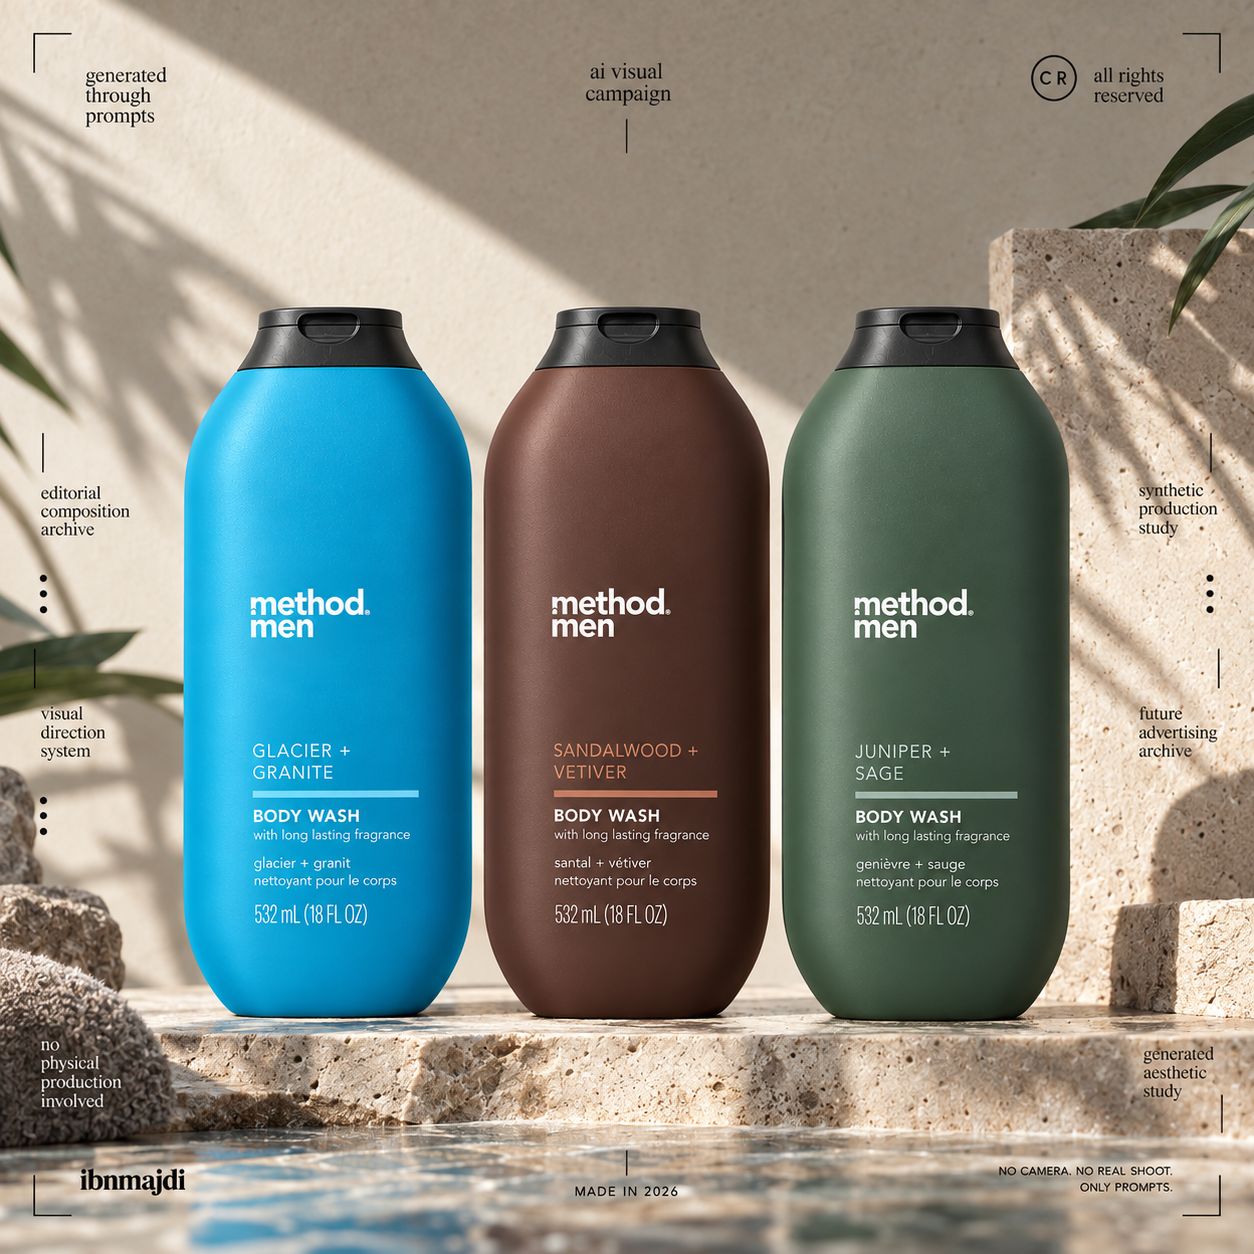 generated
through
prompts
ai visual
campaign
CR
all rights
reserved
editorial
composition
archive
synthetic
production
study
method®
men
GLACIER +
GRANITE
BODY WASH
with long lasting fragrance
glacier + granit
nettoyant pour le corps
532 mL (18 FL OZ)
method®
men
SANDALWOOD +
VETIVER
BODY WASH
with long lasting fragrance
santal + vétiver
nettoyant pour le corps
532 mL (18 FL OZ)
method®
men
JUNIPER +
SAGE
BODY WASH
with long lasting fragrance
genièvre + sauge
nettoyant pour le corps
532 mL (18 FL OZ)
visual
direction
system
future
advertising
archive
no
physical
production
involved
generated
aesthetic
study
ibnmajdi
MADE IN 2026
NO CAMERA. NO REAL SHOOT.
ONLY PROMPTS.